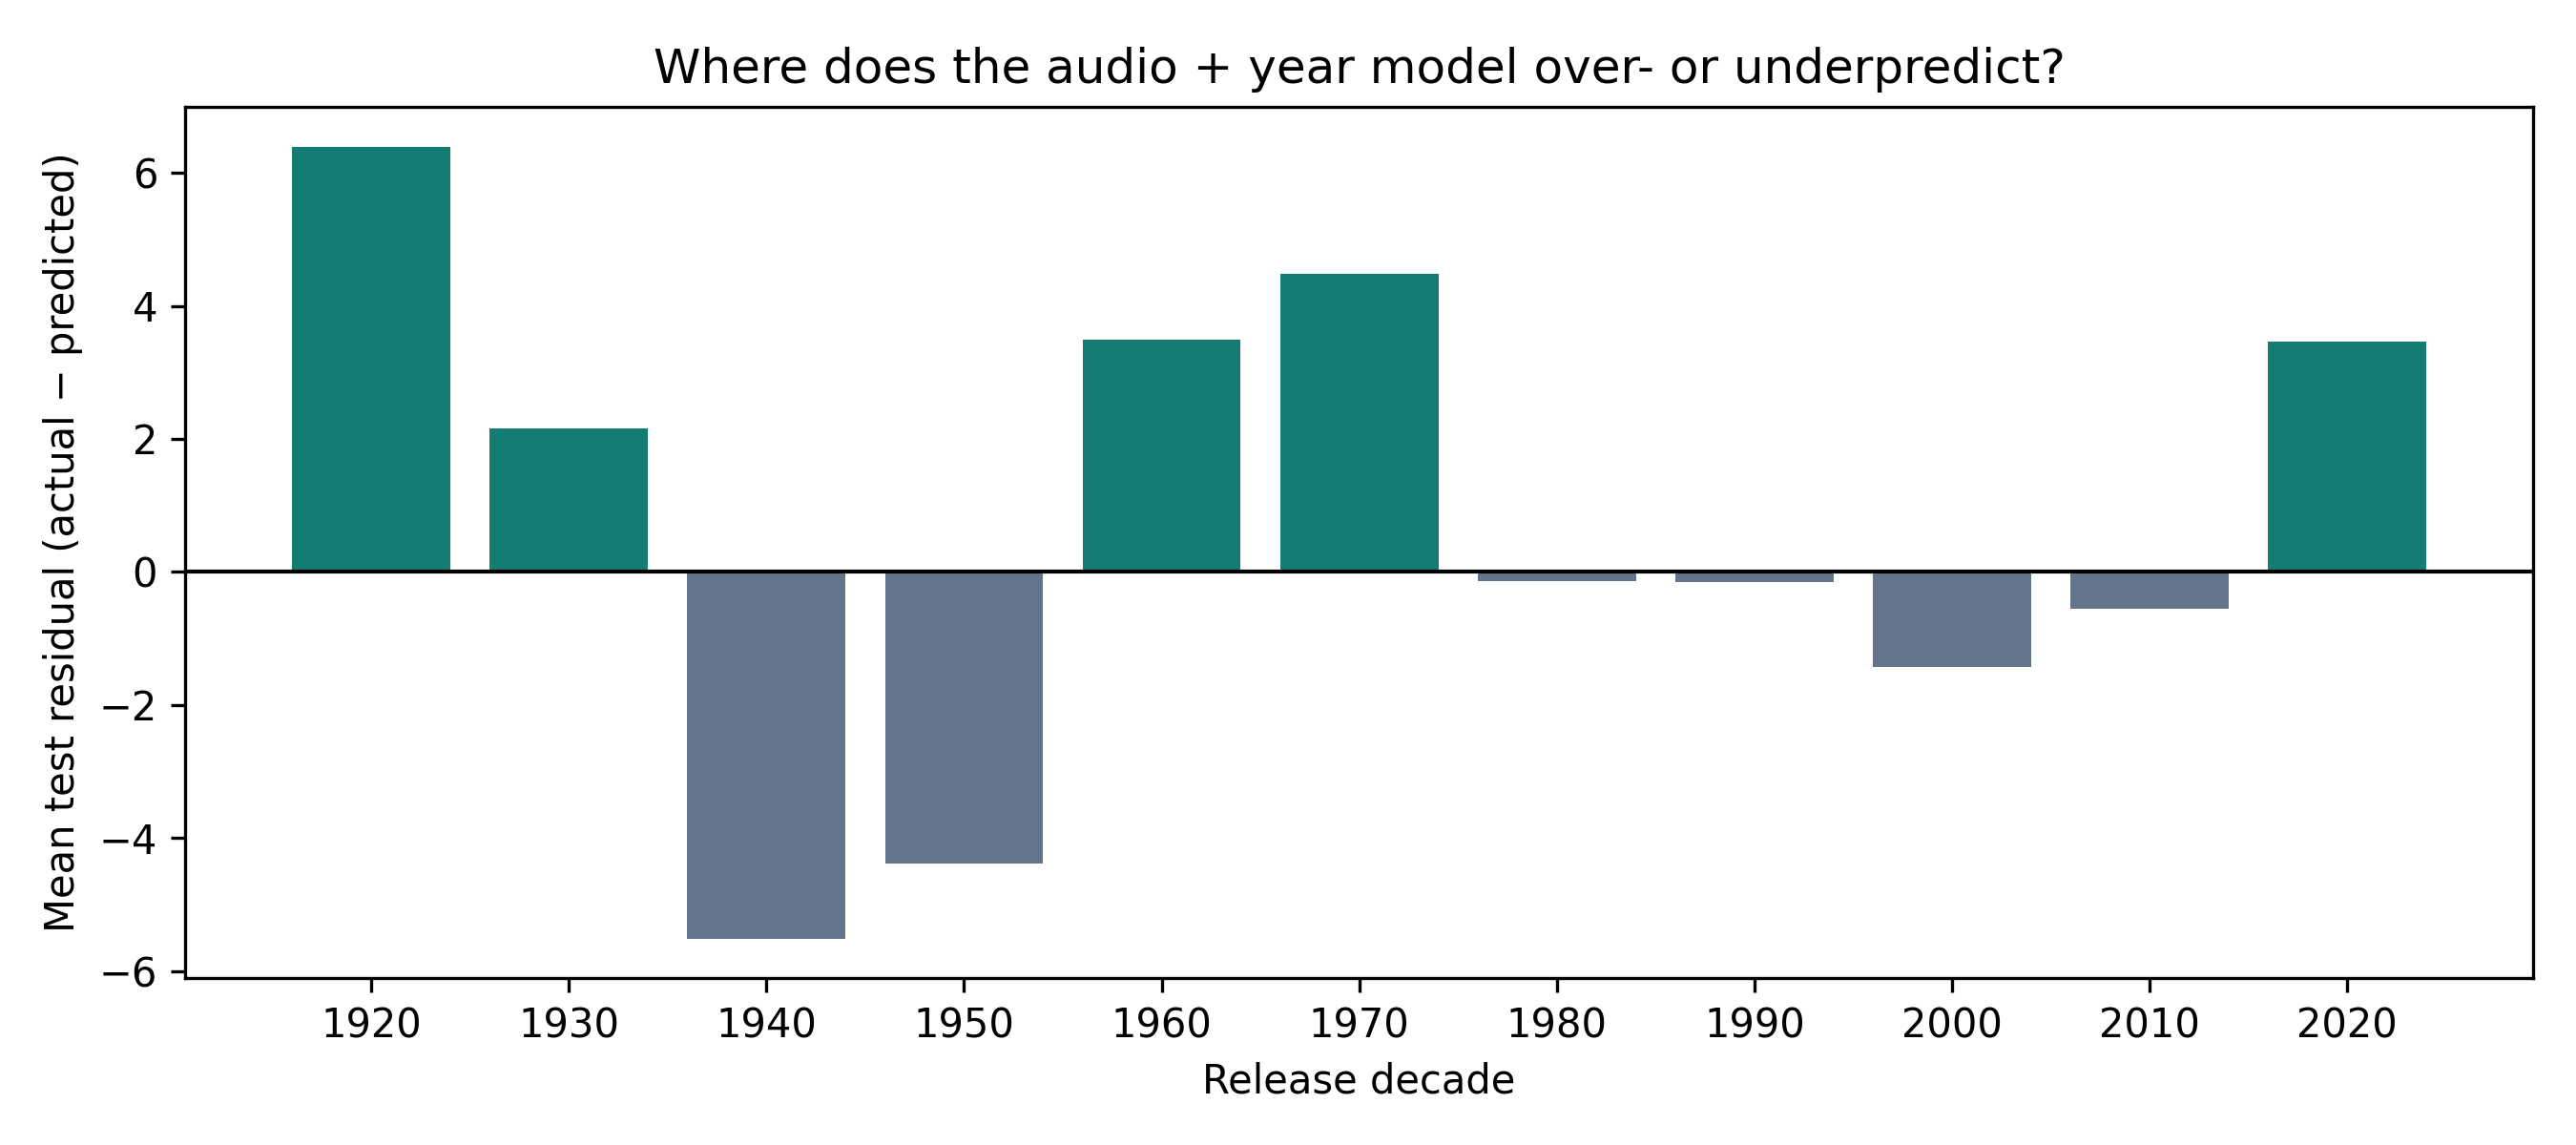 Where does the audio + year model over- or underpredict?
Mean test residual (actual − predicted)
6
4
2
0
−2
−4
−6
1920 1930 1940 1950 1960 1970 1980 1990 2000 2010 2020
Release decade